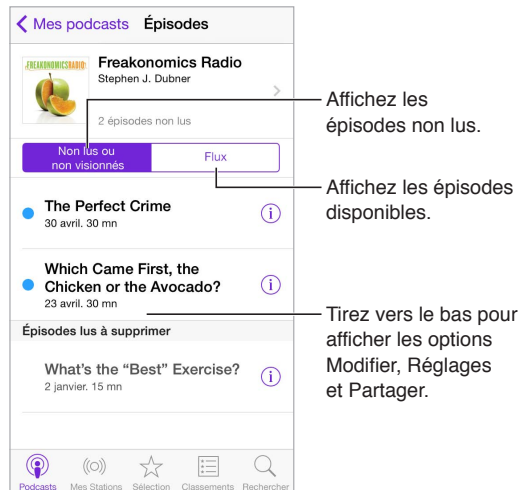 Mes podcasts Épisodes
FREAKONOMICSRADIO
Freakonomics Radio
Stephen J. Dubner
2 épisodes non lus
Non lus ou
non visionnés
Flux
The Perfect Crime
30 avril. 30 mn
Which Came First, the
Chicken or the Avocado?
23 avril. 30 mn
Épisodes lus à supprimer
What's the “Best” Exercise?
2 janvier. 15 mn
Podcasts Mes Stations Sélection Classements Rechercher
Affichez les
épisodes non lus.
Affichez les épisodes
disponibles.
Tirez vers le bas pour
afficher les options
Modifier, Réglages
et Partager.